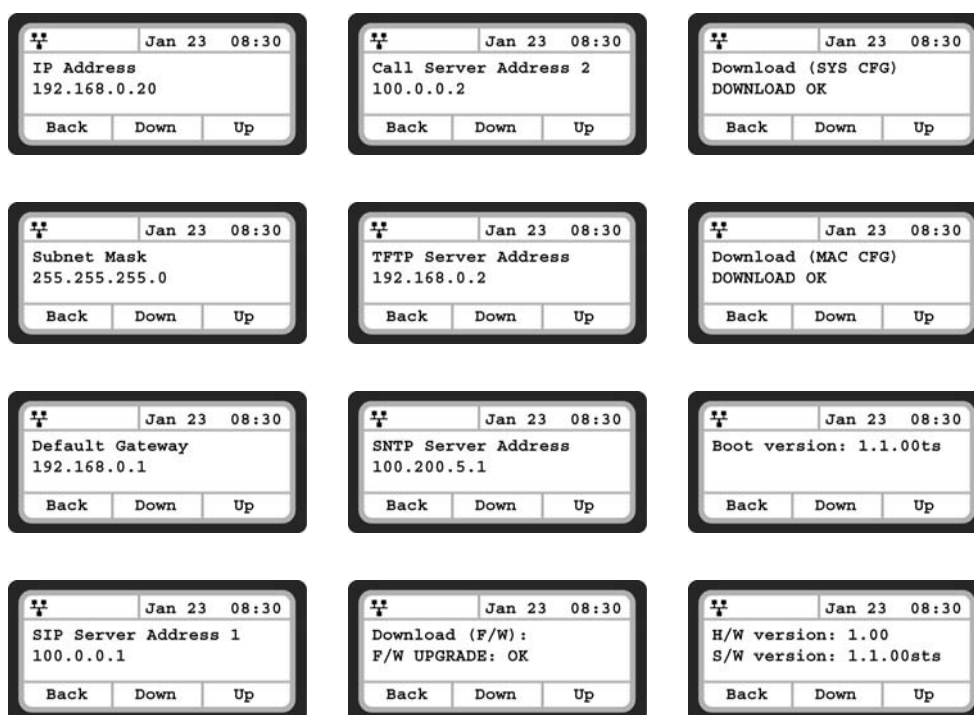 Jan 23 08:30
IP Address
192.168.0.20
Back Down Up
Jan 23 08:30
Subnet Mask
255.255.255.0
Back Down Up
Jan 23 08:30
Default Gateway
192.168.0.1
Back Down Up
Jan 23 08:30
SIP Server Address 1
100.0.0.1
Back Down Up
Jan 23 08:30
Call Server Address 2
100.0.0.2
Back Down Up
Jan 23 08:30
TFTP Server Address
192.168.0.2
Back Down Up
Jan 23 08:30
SNTP Server Address
100.200.5.1
Back Down Up
Jan 23 08:30
Download (F/W):
F/W UPGRADE: OK
Back Down Up
Jan 23 08:30
Download (SYS CFG)
DOWNLOAD OK
Back Down Up
Jan 23 08:30
Download (MAC CFG)
DOWNLOAD OK
Back Down Up
Jan 23 08:30
Boot version: 1.1.00ts
Back Down Up
Jan 23 08:30
H/W version: 1.00
S/W version: 1.1.00sts
Back Down Up